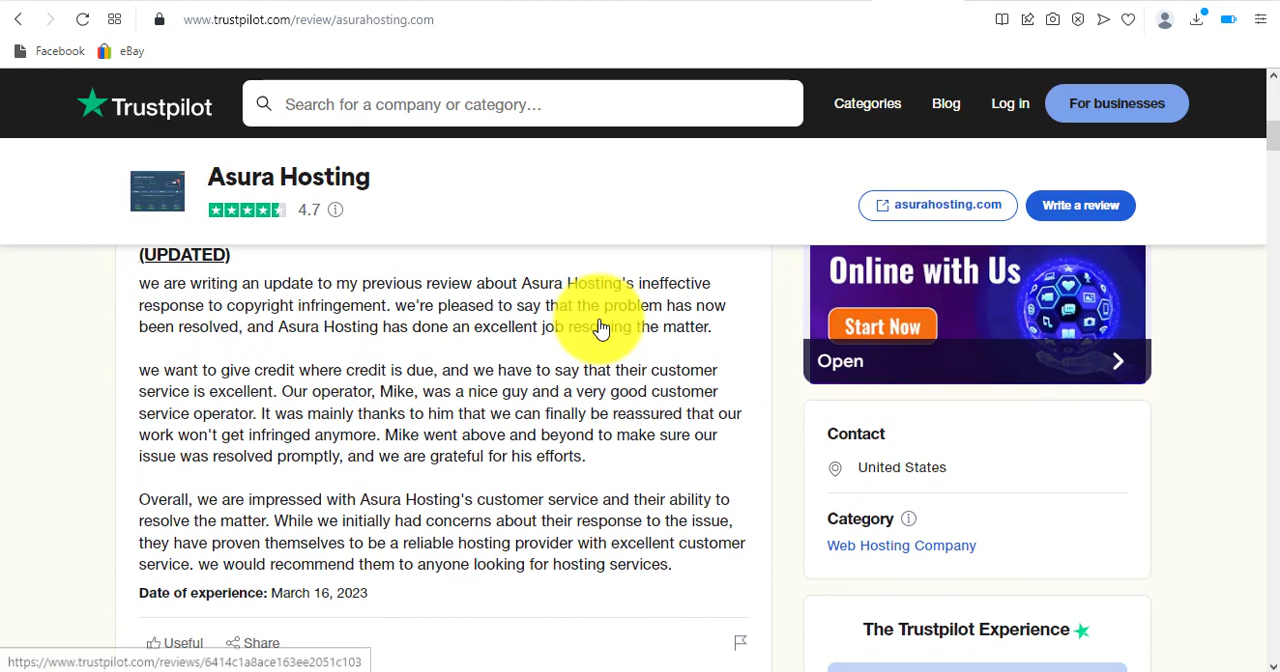 www.trustpilot.com/review/asurahosting.com
Facebook eBay
Trustpilot Search for a company or category... Categories Blog Log in For businesses
Asura Hosting
4.7
asurahosting.com Write a review
(UPDATED)
we are writing an update to my previous review about Asura Hosting's ineffective
response to copyright infringement. we're pleased to say that the problem has now
been resolved, and Asura Hosting has done an excellent job resolving the matter.
we want to give credit where credit is due, and we have to say that their customer
service is excellent. Our operator, Mike, was a nice guy and a very good customer
service operator. It was mainly thanks to him that we can finally be reassured that our
work won't get infringed anymore. Mike went above and beyond to make sure our
issue was resolved promptly, and we are grateful for his efforts.
Overall, we are impressed with Asura Hosting's customer service and their ability to
resolve the matter. While we initially had concerns about their response to the issue,
they have proven themselves to be a reliable hosting provider with excellent customer
service. we would recommend them to anyone looking for hosting services.
Date of experience: March 16, 2023
Useful Share
Online with Us
Start Now
Open
Contact
United States
Category
Web Hosting Company
The Trustpilot Experience
https://www.trustpilot.com/reviews/6414c1a8ace163ee2051c103